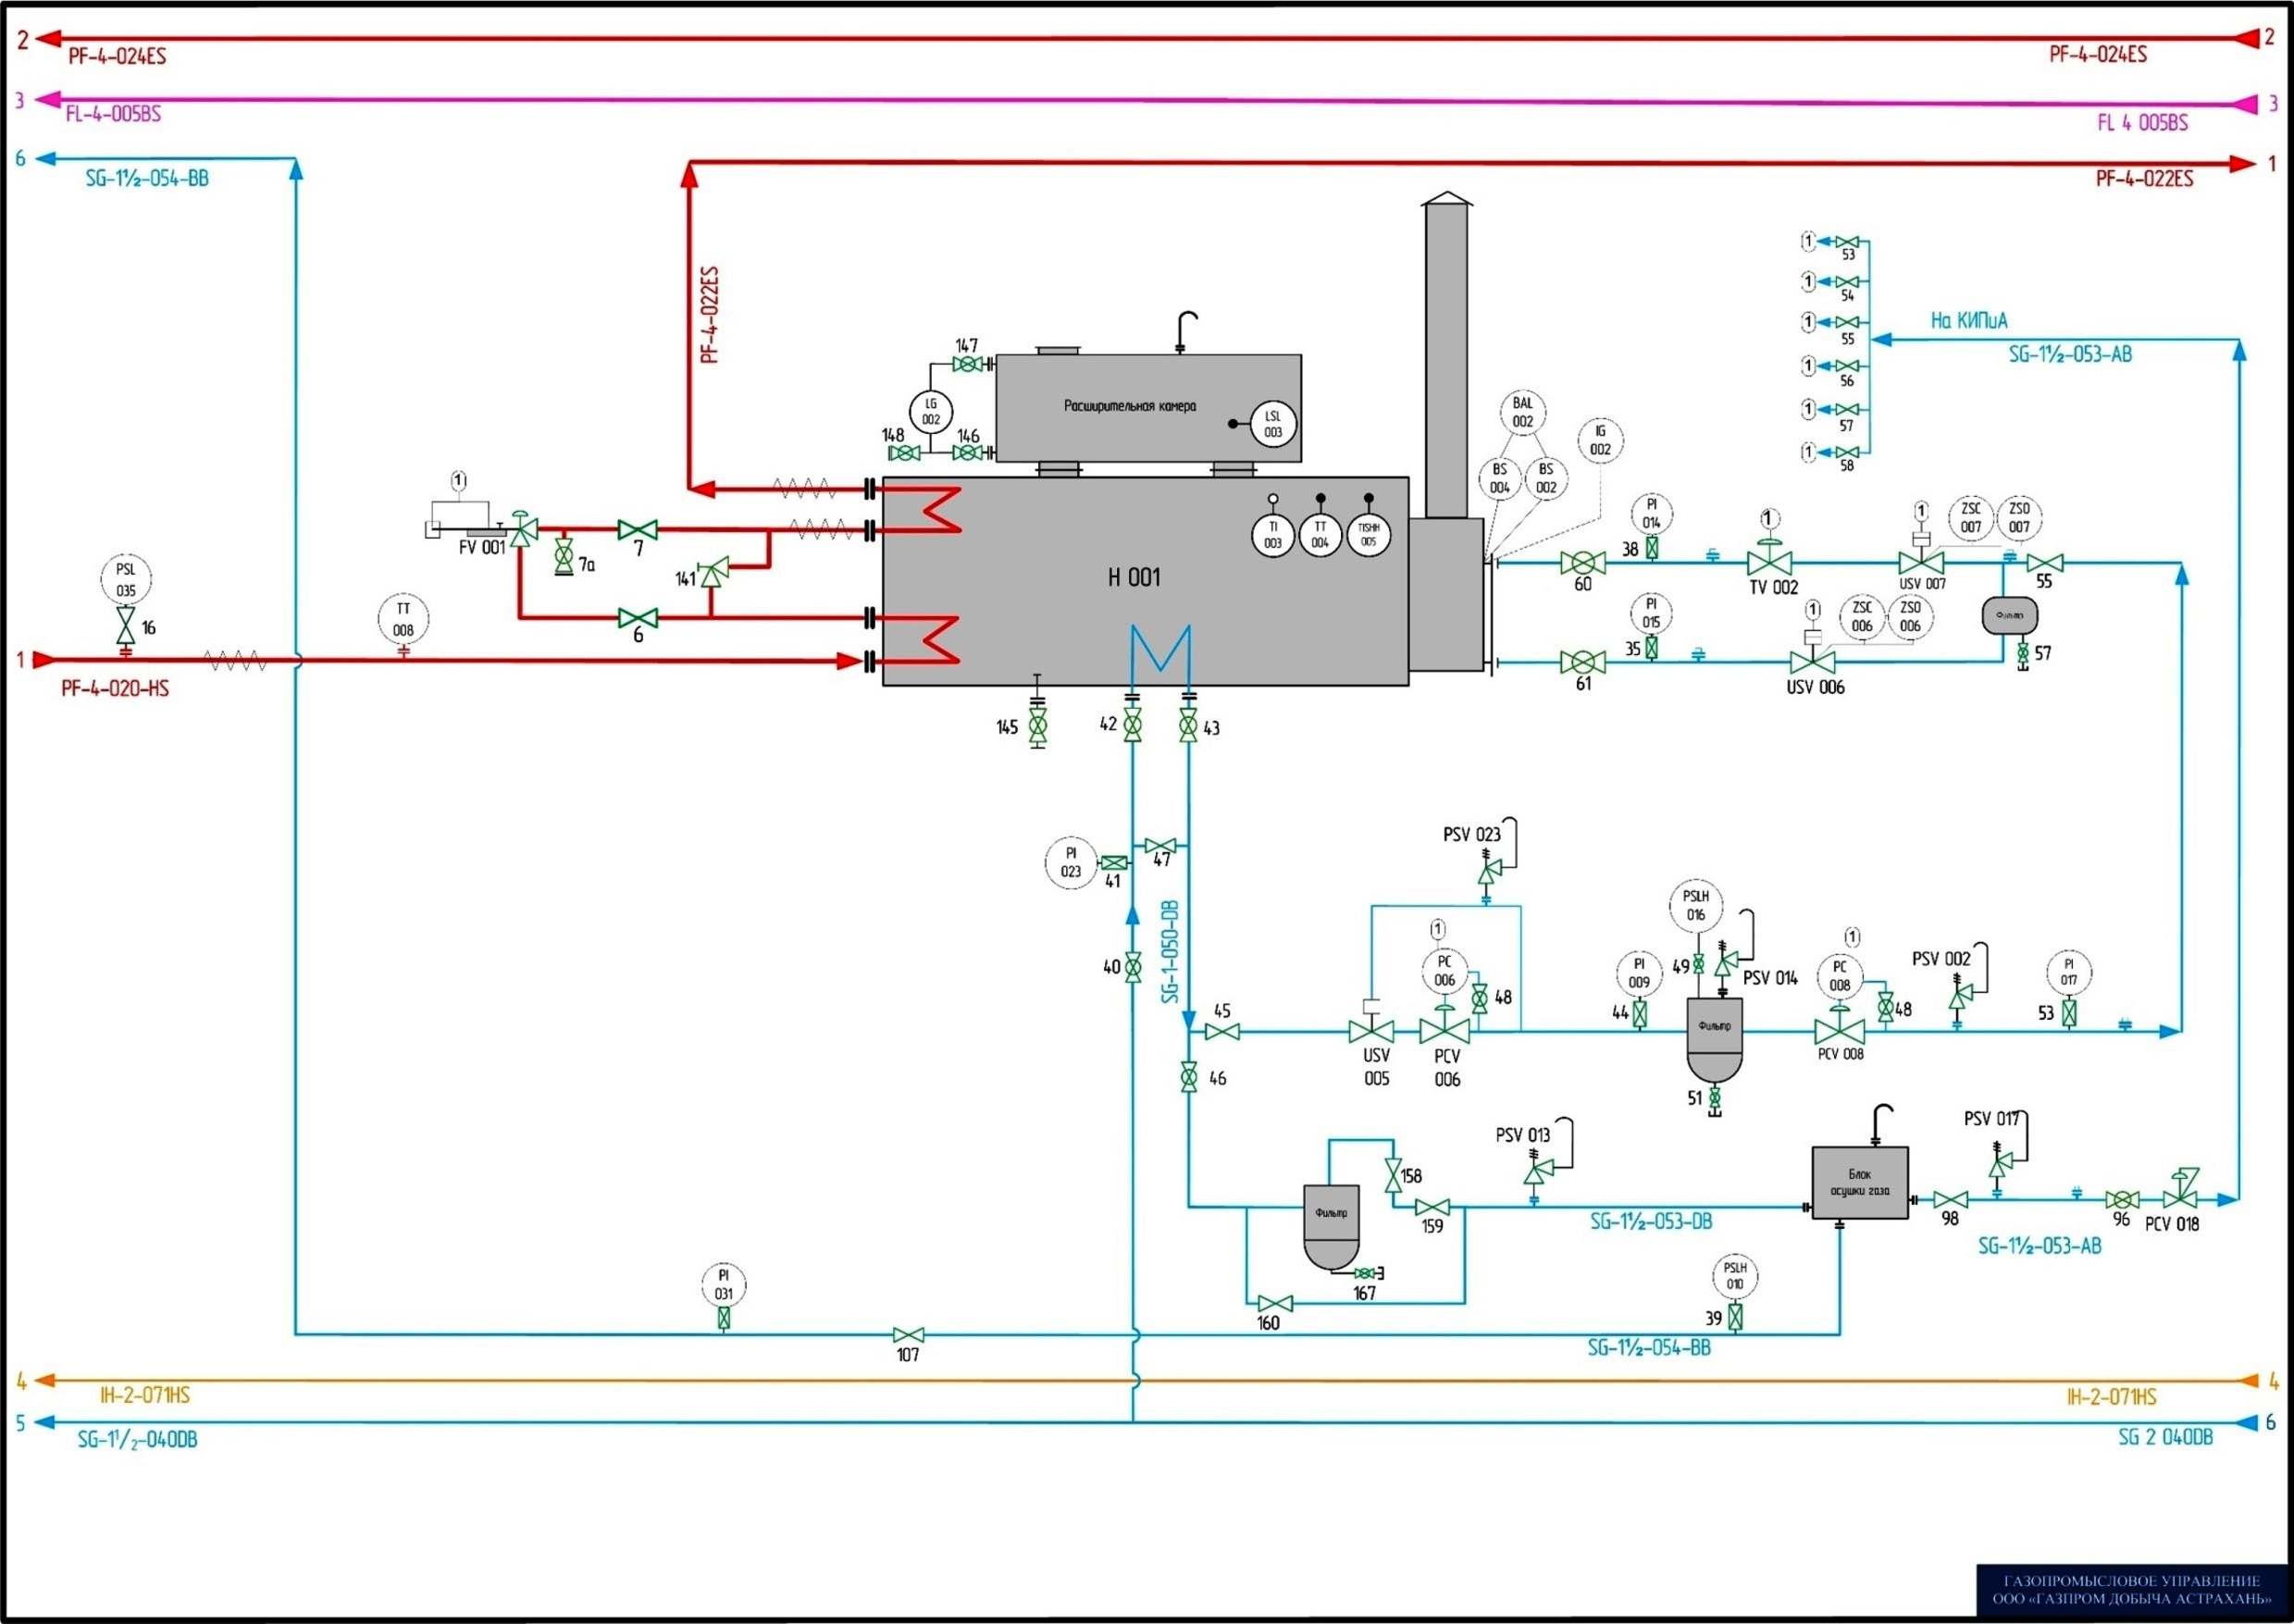 2
PF-4-024ES
PF-4-024ES
2
3
FL-4-005BS
FL 4 005BS
3
6
SG-1½-054-BB
PF-4-022ES
1
PF-4-022ES
1
53
1
54
1
55
1
56
1
57
1
58
На КИПиА
SG-1½-053-AB
147
LG
002
148
146
Расширительная камера
LSL
003
BAL
002
BS
004
BS
002
IG
002
1
FV 001
7a
7
141
6
TI
003
TT
004
TISHH
005
H 001
PI
014
38
60
1
TV 002
1
USV 007
ZSC
007
ZSO
007
55
PSL
035
16
TT
008
1
PF-4-020-HS
PI
015
35
61
1
USV 006
ZSC
006
ZSO
006
Фильтр
57
145
42
43
PI
023
41
47
SG-1-050-DB
40
45
46
PSV 023
USV
005
1
PC
006
48
PCV
006
PI
009
44
PSLH
016
49
PSV 014
Фильтр
51
1
PC
008
48
PCV 008
PSV 002
PI
017
53
Фильтр
158
159
167
160
PSV 013
SG-1½-053-DB
Блок
осушки газа
PSV 017
98
96
PCV 018
SG-1½-053-AB
PI
031
107
PSLH
010
39
SG-1½-054-BB
4
IH-2-071HS
IH-2-071HS
4
5
SG-1½-040DB
SG 2 040DB
6
ГАЗОПРОМЫСЛОВОЕ УПРАВЛЕНИЕ
ООО «ГАЗПРОМ ДОБЫЧА АСТРАХАНЬ»